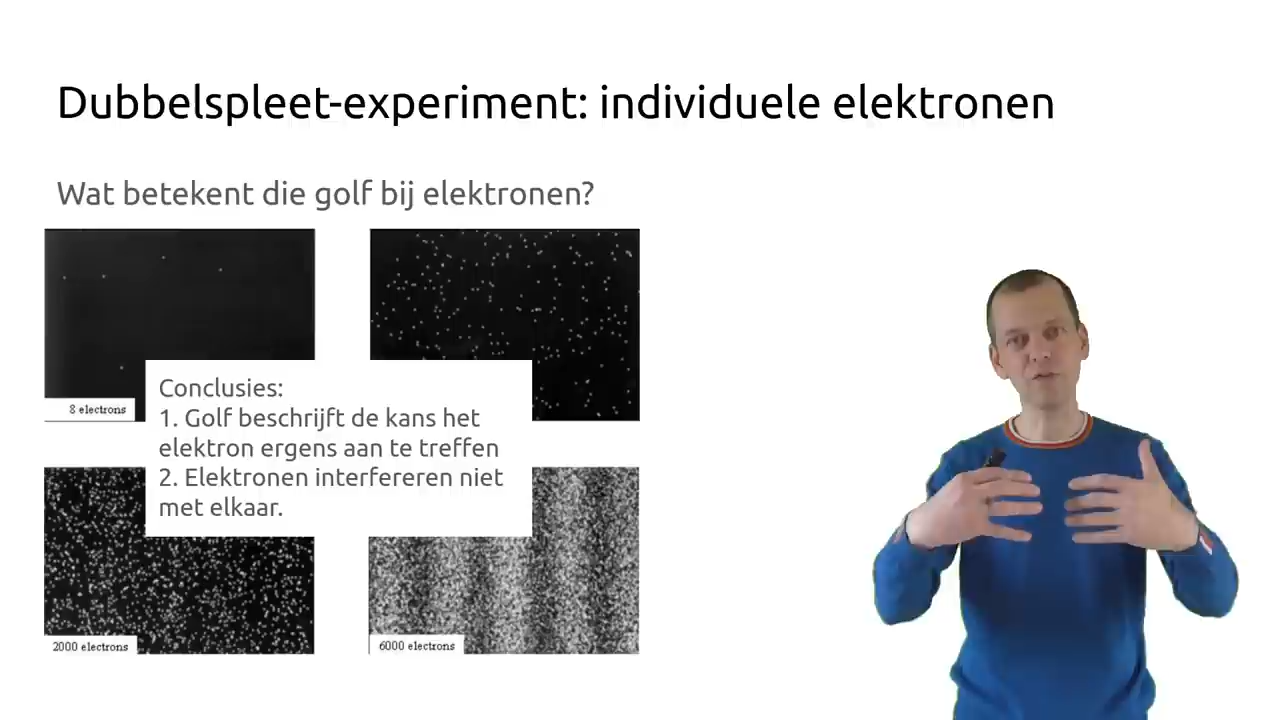 Dubbelspleet-experiment: individuele elektronen
Wat betekent die golf bij elektronen?
8 electrons
Conclusies:
1. Golf beschrijft de kans het
elektron ergens aan te treffen
2. Elektronen interfereren niet
met elkaar.
2000 electrons
6000 electrons